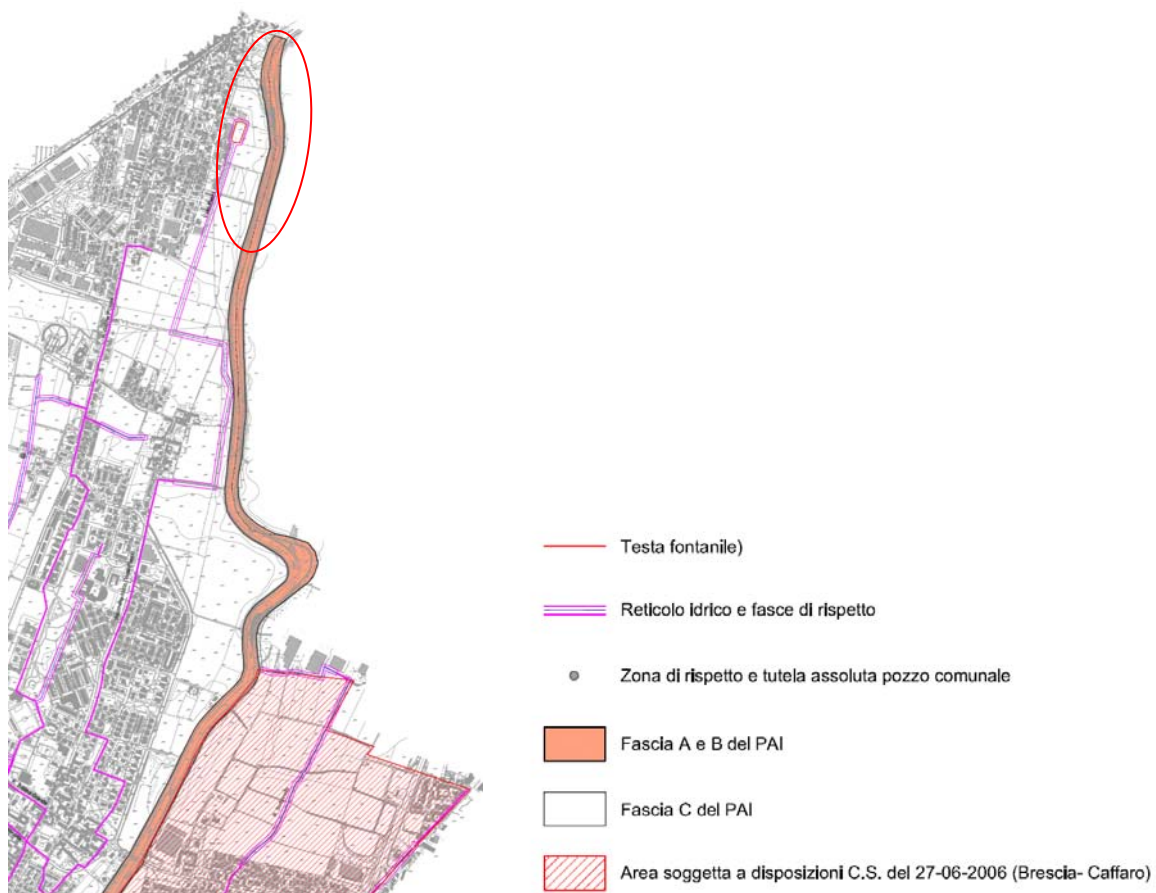 Testa fontanile)
Reticolo idrico e fasce di rispetto
Zona di rispetto e tutela assoluta pozzo comunale
Fascia A e B del PAI
Fascia C del PAI
Area soggetta a disposizioni C.S. del 27-06-2006 (Brescia- Caffaro)